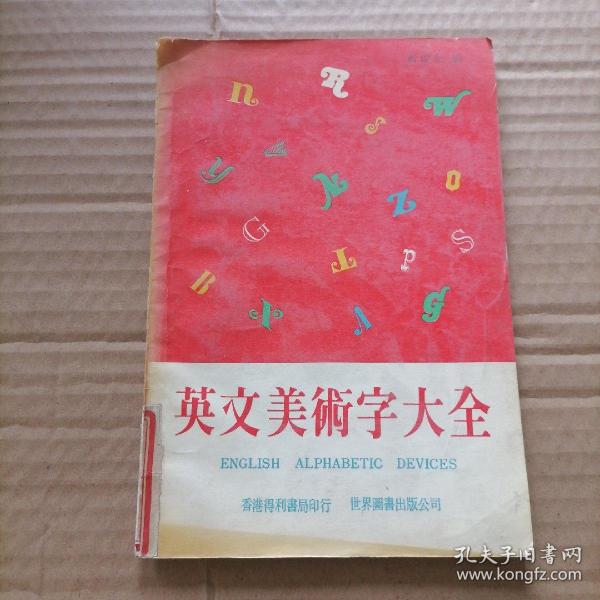 n R W
S
Y V N Z O
G S
T P
B t V g
英文美術字大全
ENGLISH ALPHABETIC DEVICES
香港得利書局印行 世界圖書出版公司
孔夫子旧书网
www.kongfz.com